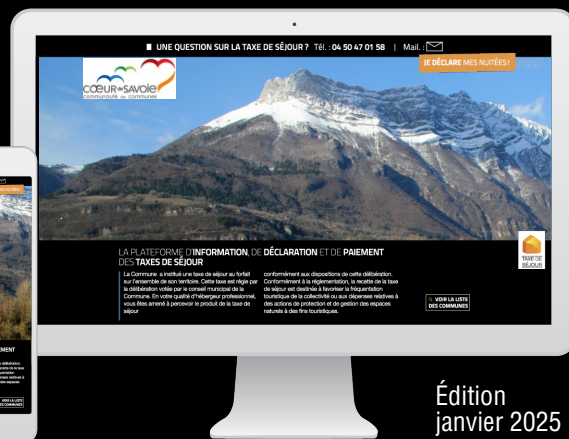 UNE QUESTION SUR LA TAXE DE SÉJOUR ? Tél. : 04 50 47 01 58 | Mail. :
JE DÉCLARE MES NUITÉES !
CŒUR DE SAVOIE
communauté de communes
LA PLATEFORME D'INFORMATION, DE DÉCLARATION ET DE PAIEMENT
DES TAXES DE SÉJOUR
La Commune a institué une taxe de séjour au forfait
sur l'ensemble de son territoire. Cette taxe est régie par
la délibération votée par le conseil municipal de la
Commune. En votre qualité d'hébergeur professionnel,
vous êtes amené à percevoir le produit de la taxe de
séjour
conformément aux dispositions de cette délibération.
Conformément à la réglementation, la recette de la taxe
de séjour est destinée à favoriser la fréquentation
touristique de la collectivité ou aux dépenses relatives à
des actions de protection et de gestion des espaces
naturels à des fins touristiques.
TAXE DE
SÉJOUR
VOIR LA LISTE
DES COMMUNES
EMENT
VOIR LA LISTE
DES COMMUNES
Édition
janvier 2025